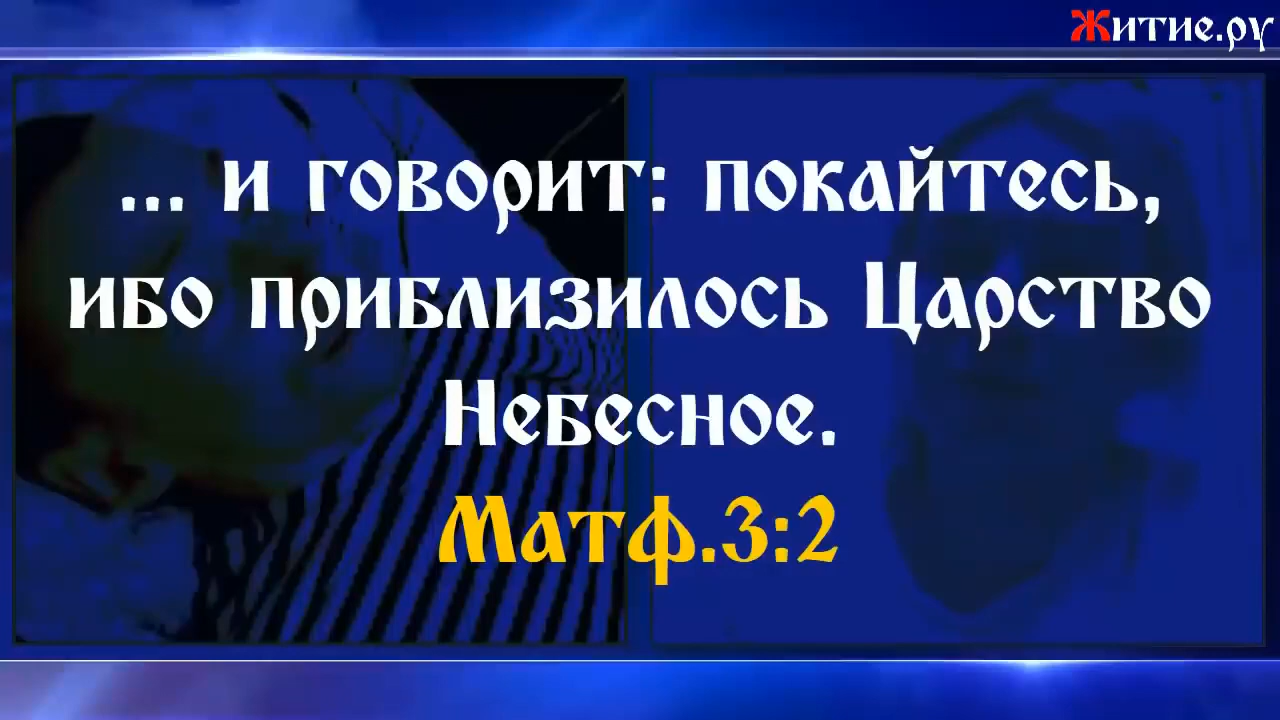 Житие.ру
... и говорит: покайтесь,
ибо приблизилось Царство
Небесное.
Матф.3:2